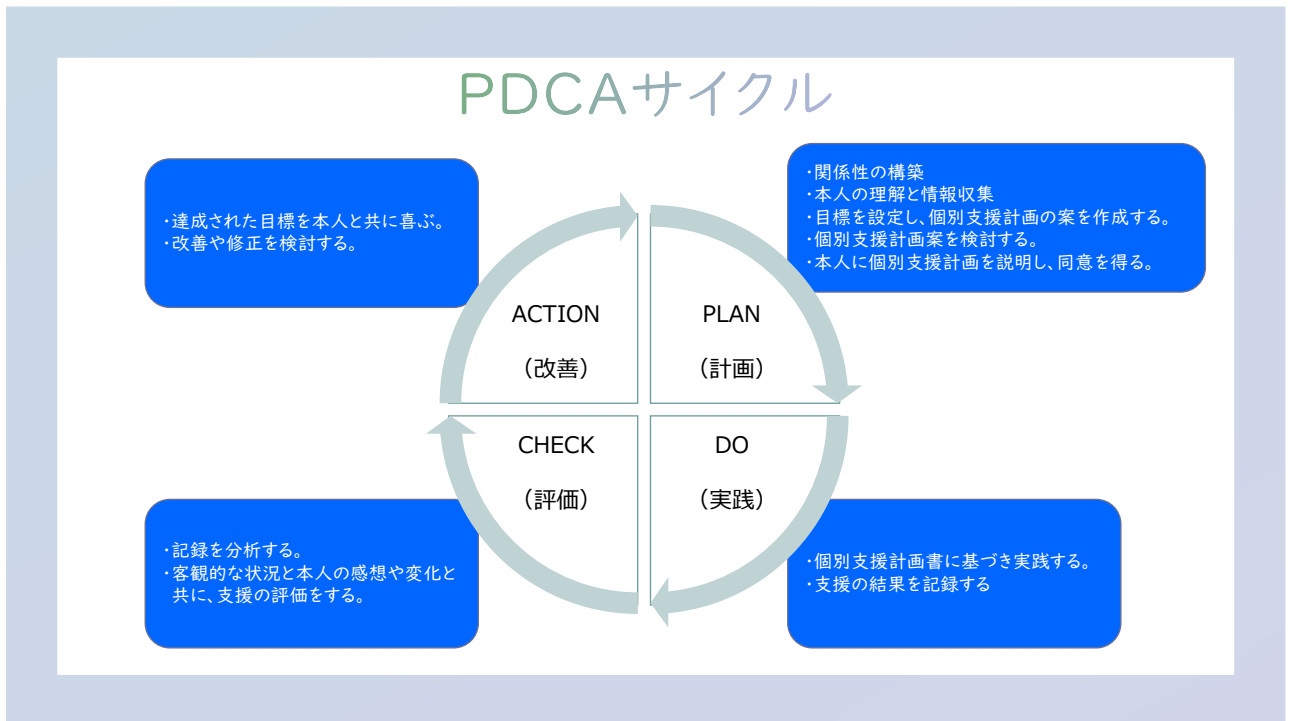 PDCAサイクル
・達成された目標を本人と共に喜ぶ。
・改善や修正を検討する。
・関係性の構築
・本人の理解と情報収集
・目標を設定し、個別支援計画の案を作成する。
・個別支援計画案を検討する。
・本人に個別支援計画を説明し、同意を得る。
ACTION
（改善）
PLAN
（計画）
CHECK
（評価）
DO
（実践）
・記録を分析する。
・客観的な状況と本人の感想や変化と
共に、支援の評価をする。
・個別支援計画書に基づき実践する。
・支援の結果を記録する